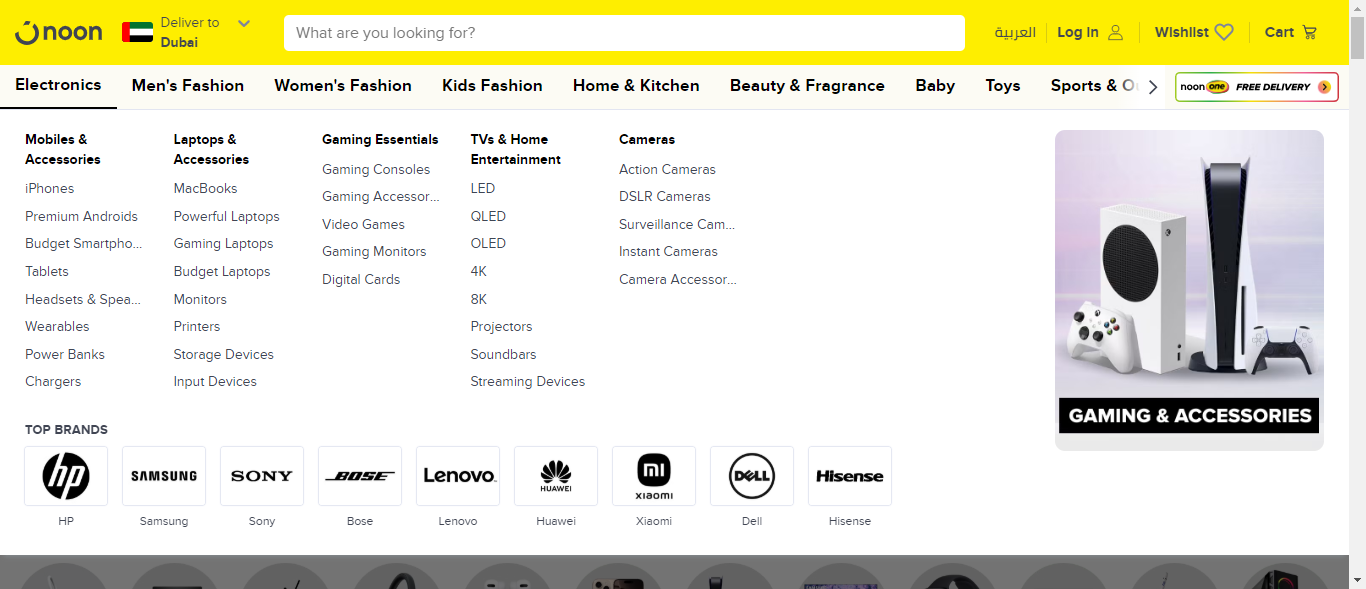 noon
Deliver to
Dubai
What are you looking for?
العربية
Log In
Wishlist
Cart
Electronics
Men's Fashion
Women's Fashion
Kids Fashion
Home & Kitchen
Beauty & Fragrance
Baby
Toys
Sports & Ou
noon one FREE DELIVERY
Mobiles &
Accessories
iPhones
Premium Androids
Budget Smartpho...
Tablets
Headsets & Spea...
Wearables
Power Banks
Chargers
Laptops &
Accessories
MacBooks
Powerful Laptops
Gaming Laptops
Budget Laptops
Monitors
Printers
Storage Devices
Input Devices
Gaming Essentials
Gaming Consoles
Gaming Accessor...
Video Games
Gaming Monitors
Digital Cards
TVs & Home
Entertainment
LED
QLED
OLED
4K
8K
Projectors
Soundbars
Streaming Devices
Cameras
Action Cameras
DSLR Cameras
Surveillance Cam...
Instant Cameras
Camera Accessor...
GAMING & ACCESSORIES
TOP BRANDS
hp
SAMSUNG
SONY
BOSE
Lenovo
HUAWEI
mi
xiaomi
DELL
Hisense
HP
Samsung
Sony
Bose
Lenovo
Huawei
Xiaomi
Dell
Hisense